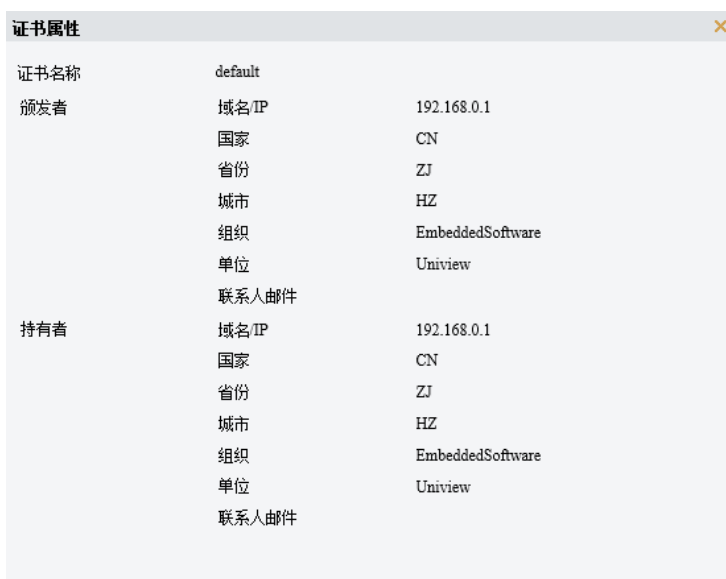 证书属性
证书名称 default
颁发者 域名/IP 192.168.0.1
国家 CN
省份 ZJ
城市 HZ
组织 EmbeddedSoftware
单位 Uniview
联系人邮件
持有者 域名/IP 192.168.0.1
国家 CN
省份 ZJ
城市 HZ
组织 EmbeddedSoftware
单位 Uniview
联系人邮件